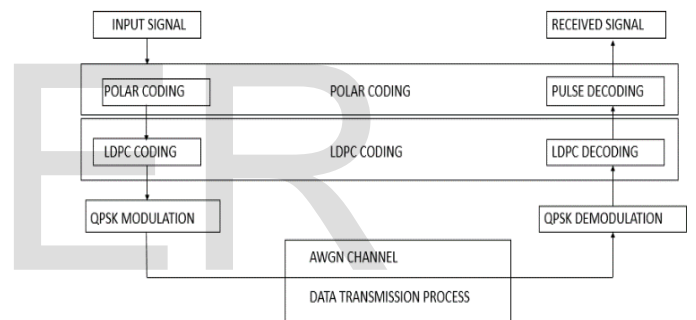 INPUT SIGNAL
RECEIVED SIGNAL
POLAR CODING
POLAR CODING
PULSE DECODING
LDPC CODING
LDPC CODING
LDPC DECODING
QPSK MODULATION
QPSK DEMODULATION
AWGN CHANNEL
DATA TRANSMISSION PROCESS
ER